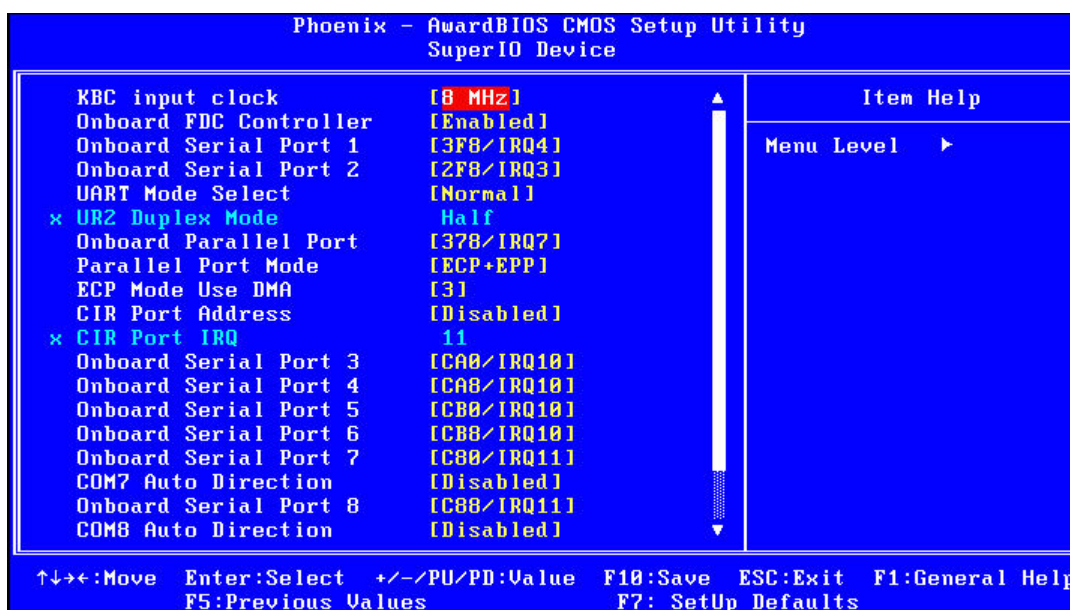 Phoenix – AwardBIOS CMOS Setup Utility
SuperIO Device
KBC input clock [8 MHz]
Onboard FDC Controller [Enabled]
Onboard Serial Port 1 [3F8/IRQ4]
Onboard Serial Port 2 [2F8/IRQ3]
UART Mode Select [Normal]
x UR2 Duplex Mode Half
Onboard Parallel Port [378/IRQ7]
Parallel Port Mode [ECP+EPP]
ECP Mode Use DMA [3]
CIR Port Address [Disabled]
x CIR Port IRQ 11
Onboard Serial Port 3 [CA0/IRQ10]
Onboard Serial Port 4 [CA8/IRQ10]
Onboard Serial Port 5 [CB0/IRQ10]
Onboard Serial Port 6 [CB8/IRQ10]
Onboard Serial Port 7 [C80/IRQ11]
COM7 Auto Direction [Disabled]
Onboard Serial Port 8 [C88/IRQ11]
COM8 Auto Direction [Disabled]
Item Help
Menu Level ►
↑↓→←:Move Enter:Select +/-/PU/PD:Value F10:Save ESC:Exit F1:General Help
F5:Previous Values F7: SetUp Defaults